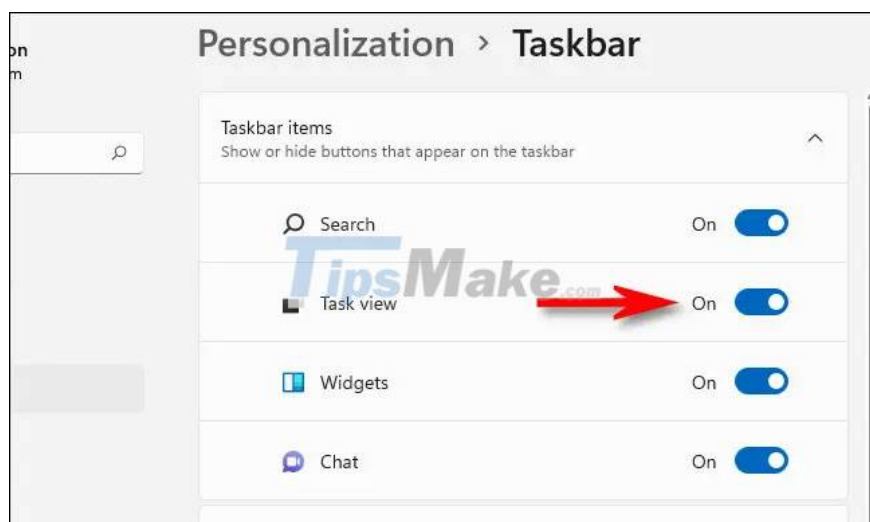 on
m
Personalization > Taskbar
Taskbar items
Show or hide buttons that appear on the taskbar
Search On
TipsMake.com
Task view On
Widgets On
Chat On